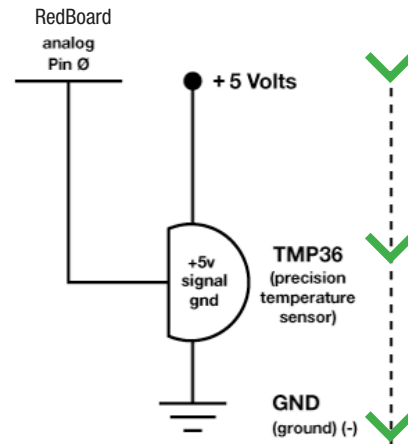 RedBoard
analog
Pin Ø
+ 5 Volts
+5v
signal
gnd
TMP36
(precision
temperature
sensor)
GND
(ground) (-)